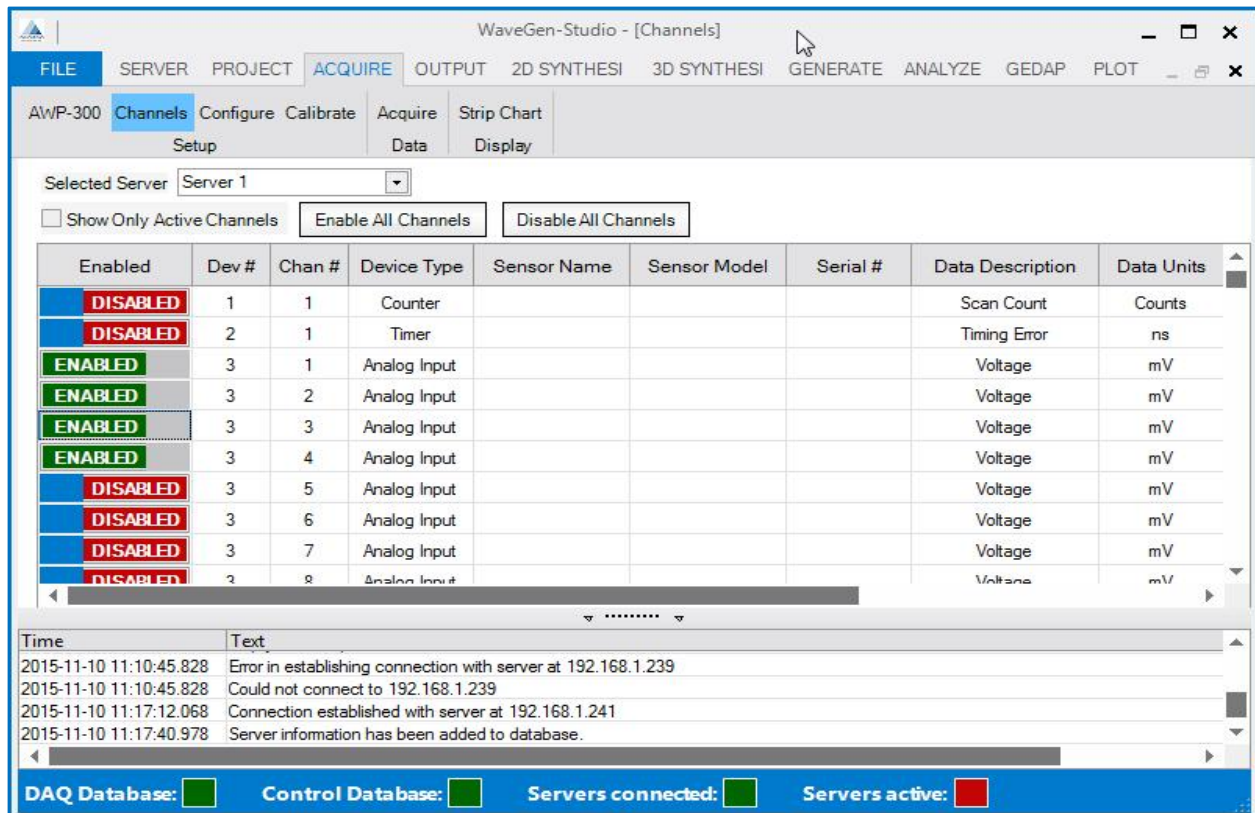 WaveGen-Studio - [Channels]
FILE SERVER PROJECT ACQUIRE OUTPUT 2D SYNTHESI 3D SYNTHESI GENERATE ANALYZE GEDAP PLOT
AWP-300 Channels Configure Calibrate Acquire Strip Chart
Setup Data Display
Selected Server Server 1
Show Only Active Channels Enable All Channels Disable All Channels
Enabled Dev # Chan # Device Type Sensor Name Sensor Model Serial # Data Description Data Units
DISABLED 1 1 Counter Scan Count Counts
DISABLED 2 1 Timer Timing Error ns
ENABLED 3 1 Analog Input Voltage mV
ENABLED 3 2 Analog Input Voltage mV
ENABLED 3 3 Analog Input Voltage mV
ENABLED 3 4 Analog Input Voltage mV
DISABLED 3 5 Analog Input Voltage mV
DISABLED 3 6 Analog Input Voltage mV
DISABLED 3 7 Analog Input Voltage mV
DISABLED 3 8 Analog Input Voltage mV
Time Text
2015-11-10 11:10:45.828 Error in establishing connection with server at 192.168.1.239
2015-11-10 11:10:45.828 Could not connect to 192.168.1.239
2015-11-10 11:17:12.068 Connection established with server at 192.168.1.241
2015-11-10 11:17:40.978 Server information has been added to database.
DAQ Database: Control Database: Servers connected: Servers active: